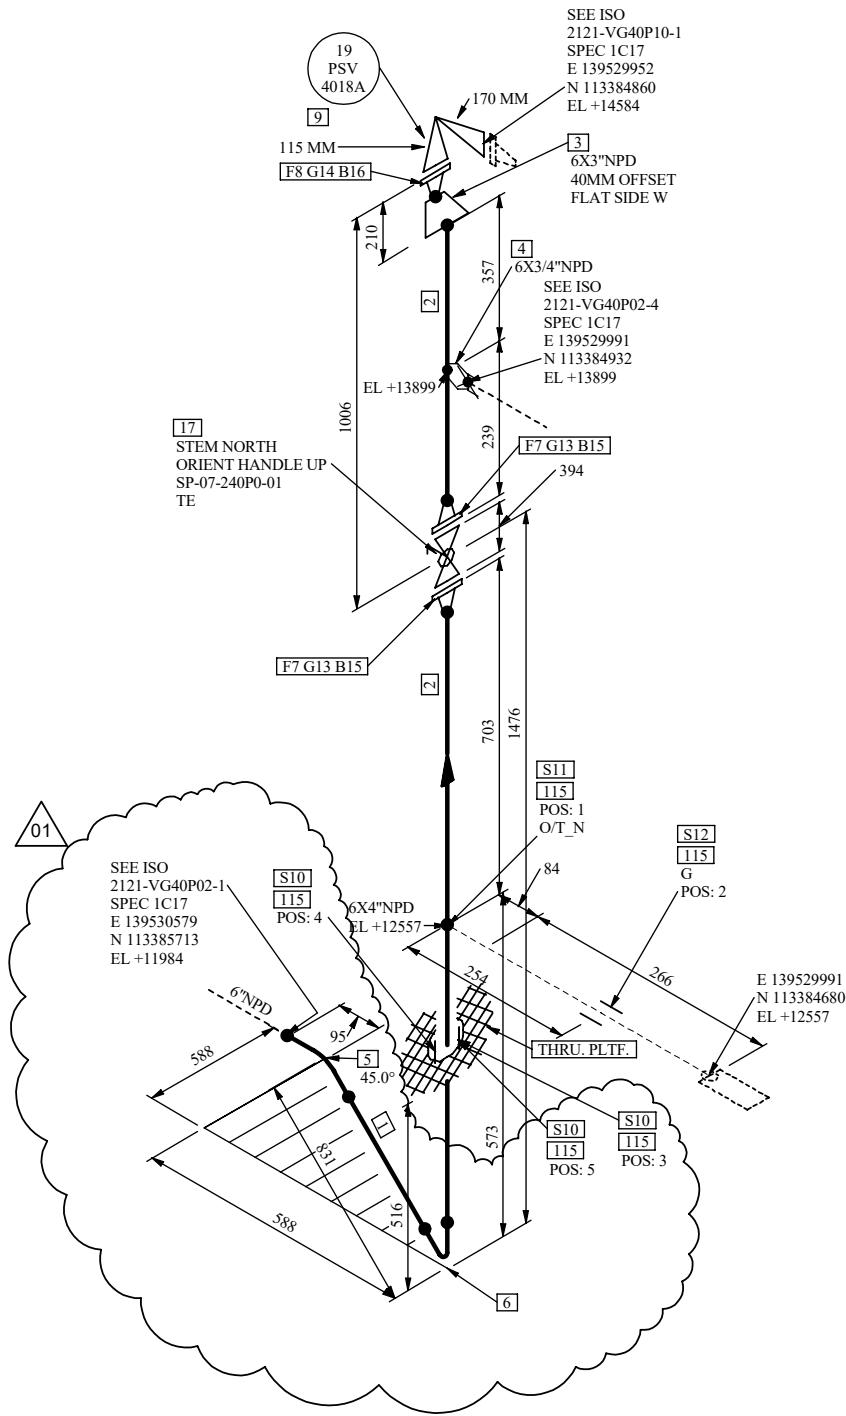 SEE ISO
2121-VG40P10-1
SPEC 1C17
E 139529952
N 113384860
EL +14584
19
PSV
4018A
170 MM
9
115 MM
3
6X3"NPD
40MM OFFSET
FLAT SIDE W
F8 G14 B16
210
4
6X3/4"NPD
357
SEE ISO
2121-VG40P02-4
SPEC 1C17
E 139529991
N 113384932
EL +13899
2
EL +13899
1006
17
STEM NORTH
ORIENT HANDLE UP
SP-07-240P0-01
TE
239
F7 G13 B15
394
F7 G13 B15
2
703
1476
S11
115
POS: 1
O/T_N
S12
115
G
POS: 2
01
84
SEE ISO
2121-VG40P02-1
SPEC 1C17
E 139530579
N 113385713
EL +11984
S10
115
POS: 4
6X4"NPD
EL +12557
254
266
E 139529991
N 113384680
EL +12557
6"NPD
95
588
5
45.0°
THRU. PLTF.
1
831
573
S10
115
POS: 5
S10
115
POS: 3
516
588
6